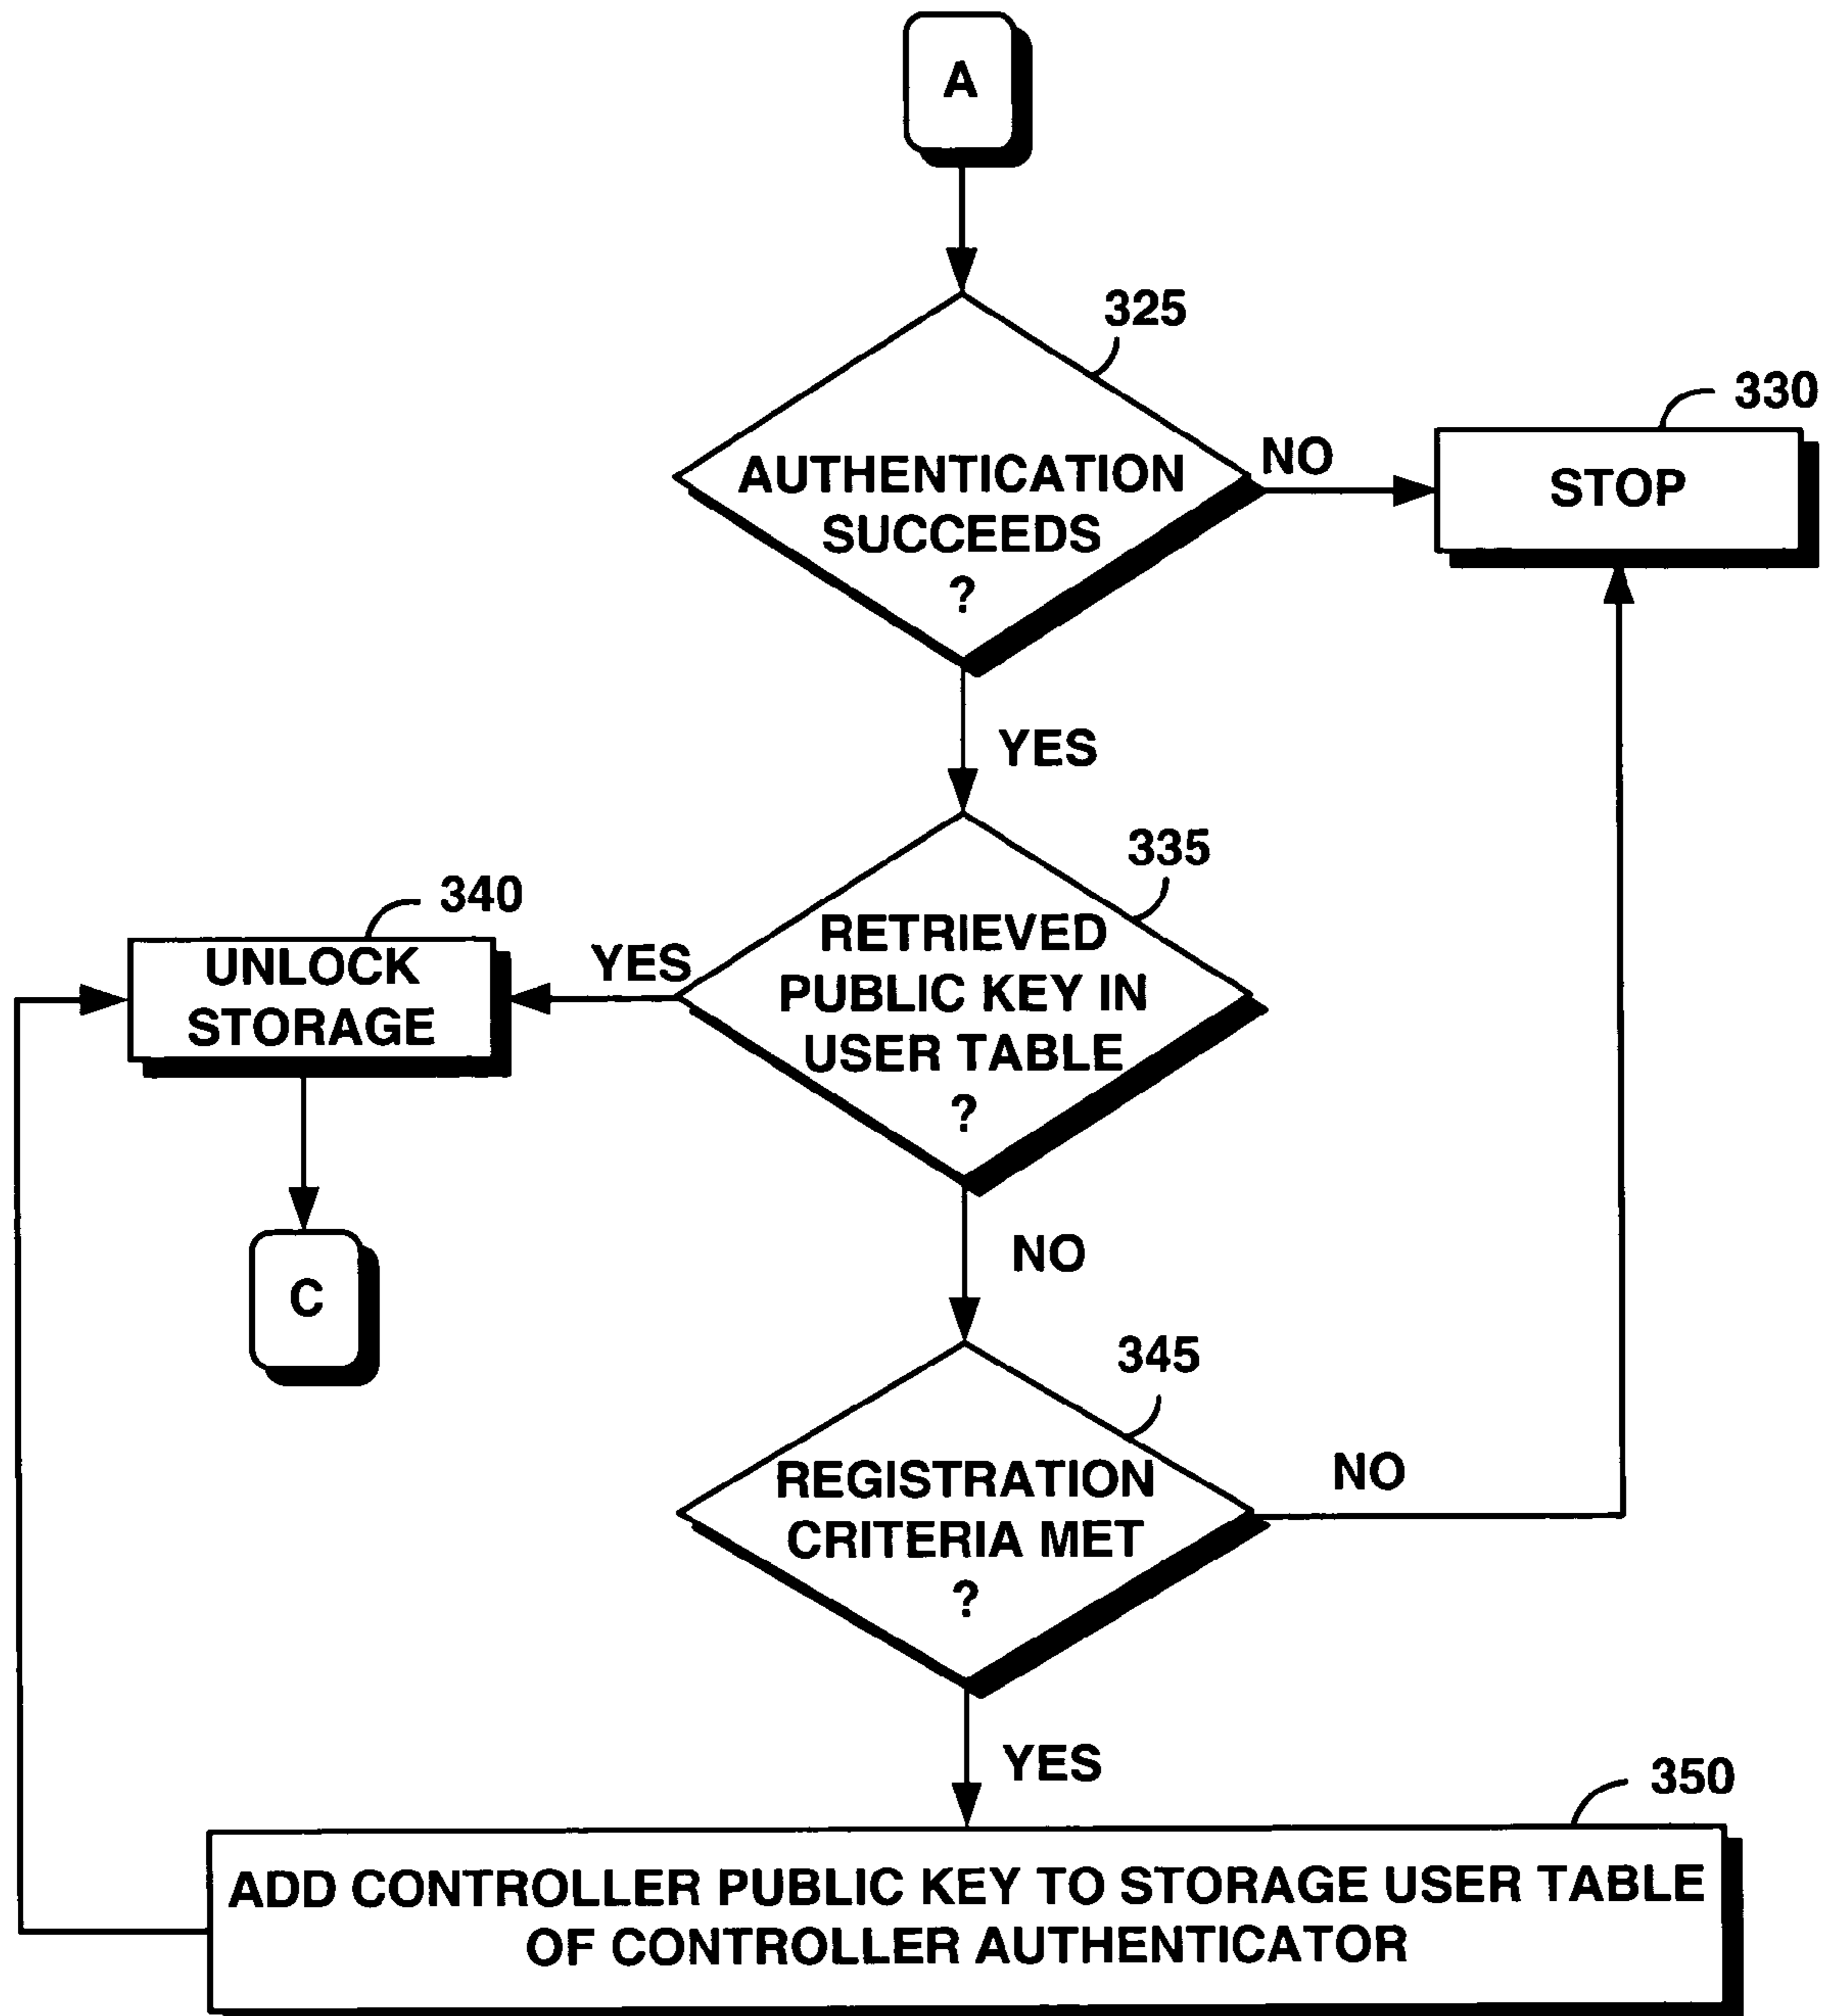 A
325
AUTHENTICATION
SUCCEEDS
?
NO
330
STOP
YES
335
RETRIEVED
PUBLIC KEY IN
USER TABLE
?
YES
340
UNLOCK
STORAGE
C
NO
345
REGISTRATION
CRITERIA MET
?
NO
YES
350
ADD CONTROLLER PUBLIC KEY TO STORAGE USER TABLE
OF CONTROLLER AUTHENTICATOR